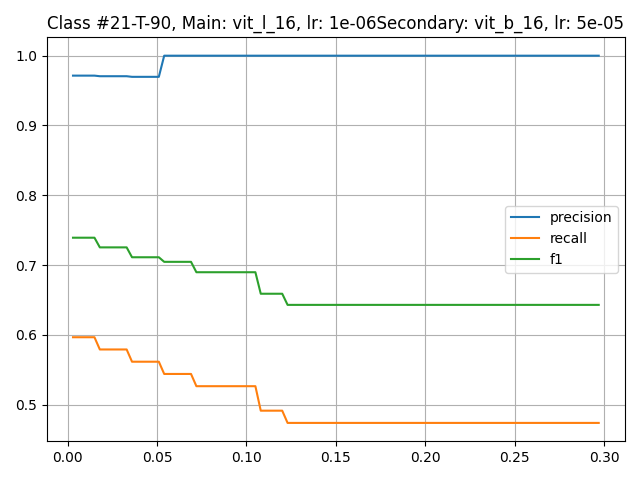 Class #21-T-90, Main: vit_l_16, lr: 1e-06Secondary: vit_b_16, lr: 5e-05
1.0
0.9
0.8
0.7
0.6
0.5
precision
recall
f1
0.00 0.05 0.10 0.15 0.20 0.25 0.30